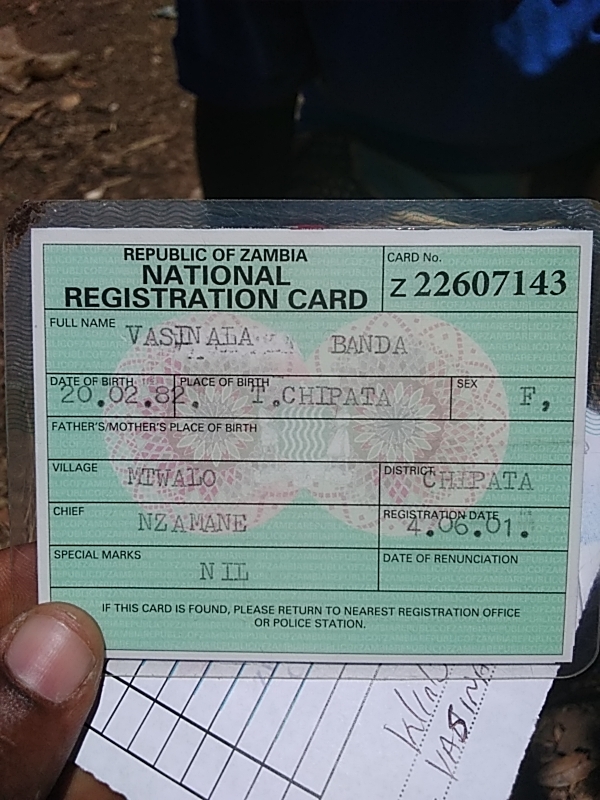 REPUBLIC OF ZAMBIA
NATIONAL
REGISTRATION CARD
CARD No.
Z 22607143
FULL NAME
VASINALA BANDA
DATE OF BIRTH
20.02.82.
PLACE OF BIRTH
T.CHIPATA
SEX
F,
FATHER'S/MOTHER'S PLACE OF BIRTH
VILLAGE
MTWALO
DISTRICT
CHIPATA
CHIEF
NZAMANE
REGISTRATION DATE
4.06.01.
SPECIAL MARKS
NIL
DATE OF RENUNCIATION
IF THIS CARD IS FOUND, PLEASE RETURN TO NEAREST REGISTRATION OFFICE
OR POLICE STATION.
VASINA